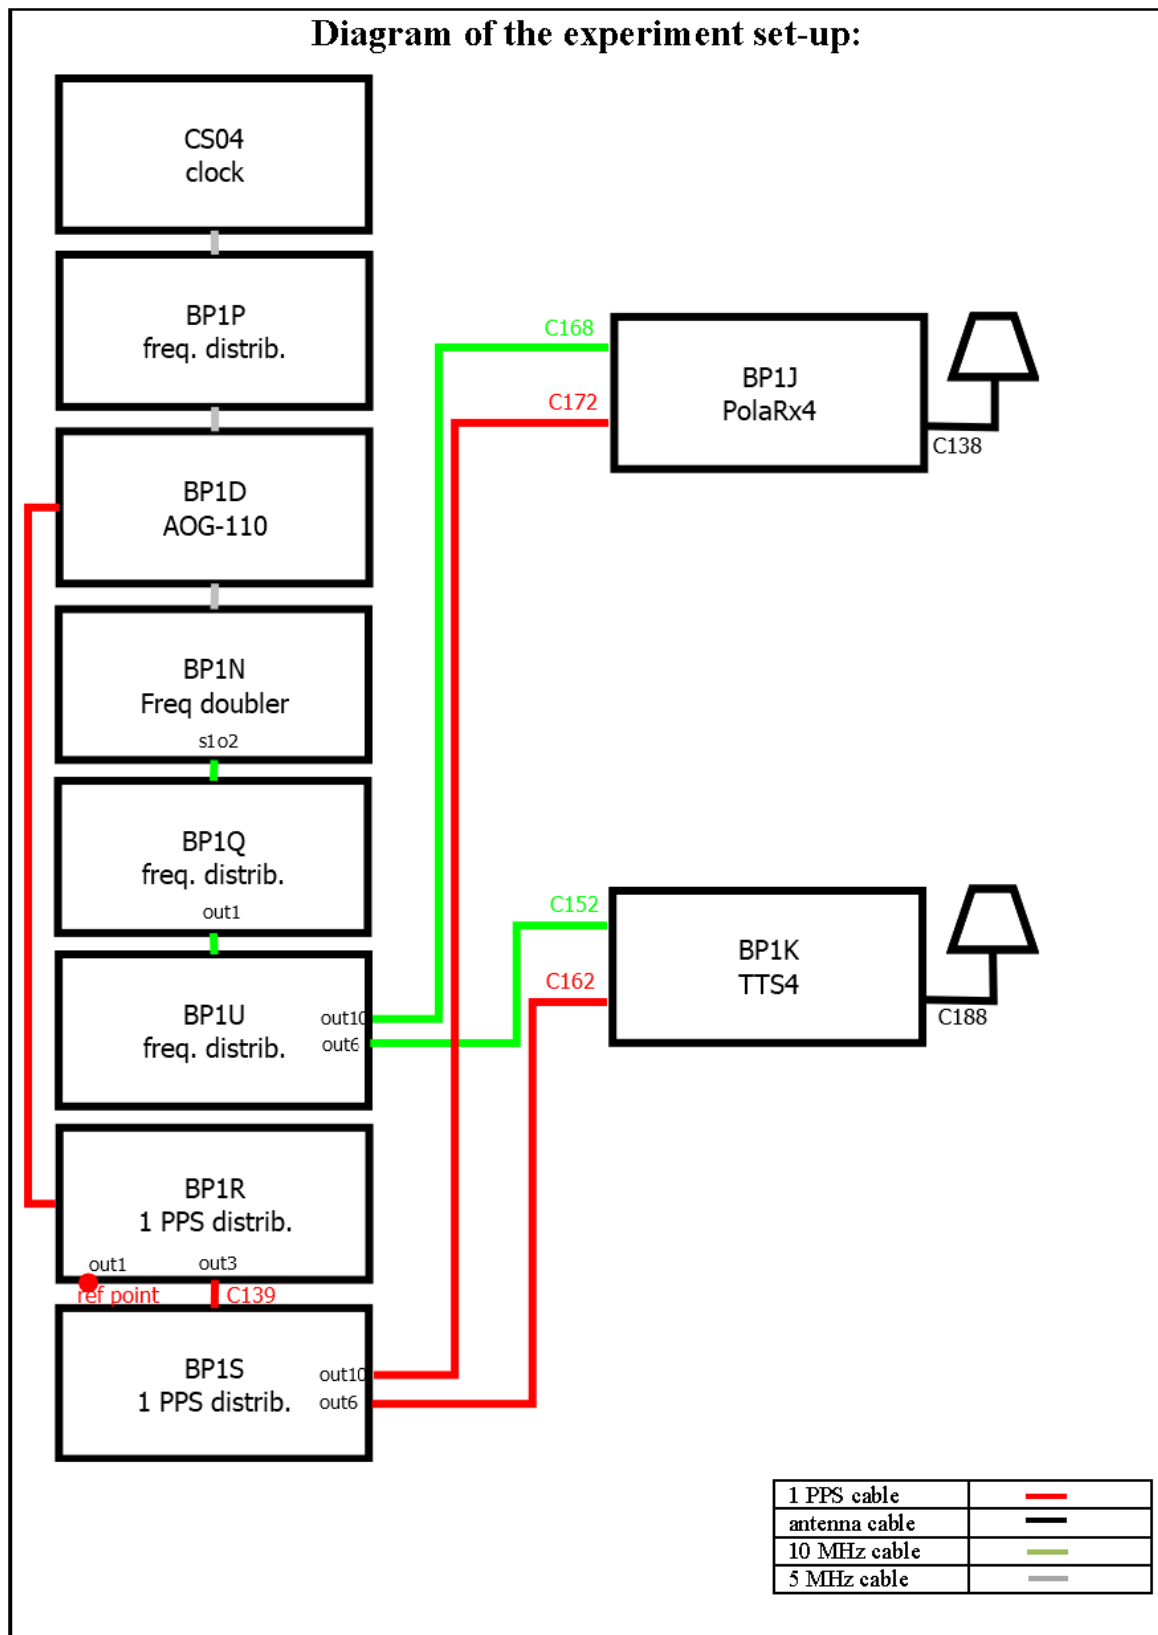 Diagram of the experiment set-up:
CS04
clock
BP1P
freq. distrib.
BP1D
AOG-110
BP1N
Freq doubler
s1o2
BP1Q
freq. distrib.
out1
BP1U
freq. distrib.
out10
out6
BP1R
1 PPS distrib.
out1
out3
ref point
C139
BP1S
1 PPS distrib.
out10
out6
C168
C172
BP1J
PolaRx4
C138
C152
C162
BP1K
TTS4
C188
1 PPS cable
antenna cable
10 MHz cable
5 MHz cable